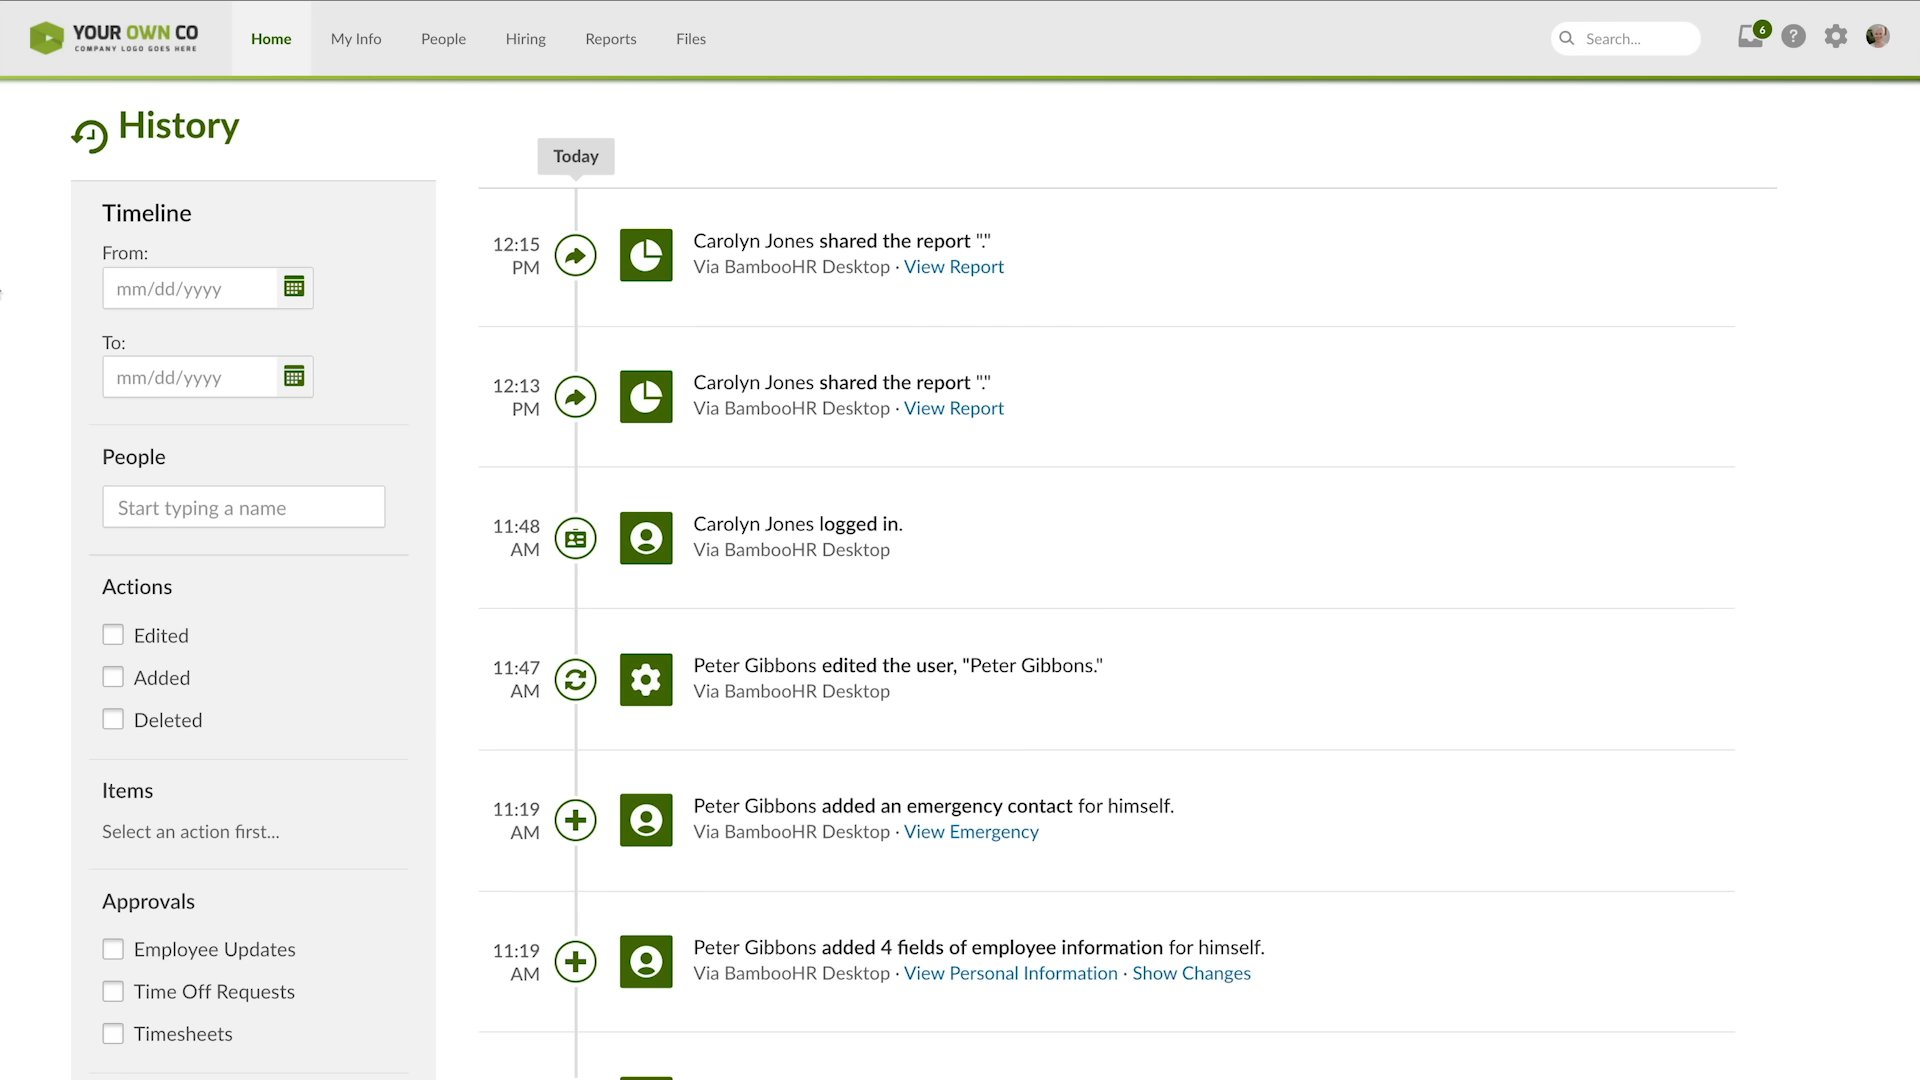 YOUR OWN CO
COMPANY LOGO GOES HERE
Home
My Info
People
Hiring
Reports
Files
Search...
6
?
History
Timeline
From:
mm/dd/yyyy
To:
mm/dd/yyyy
People
Start typing a name
Actions
Edited
Added
Deleted
Items
Select an action first...
Approvals
Employee Updates
Time Off Requests
Timesheets
Today
12:15 PM
Carolyn Jones shared the report "."
Via BambooHR Desktop · View Report
12:13 PM
Carolyn Jones shared the report "."
Via BambooHR Desktop · View Report
11:48 AM
Carolyn Jones logged in.
Via BambooHR Desktop
11:47 AM
Peter Gibbons edited the user, "Peter Gibbons."
Via BambooHR Desktop
11:19 AM
Peter Gibbons added an emergency contact for himself.
Via BambooHR Desktop · View Emergency
11:19 AM
Peter Gibbons added 4 fields of employee information for himself.
Via BambooHR Desktop · View Personal Information · Show Changes